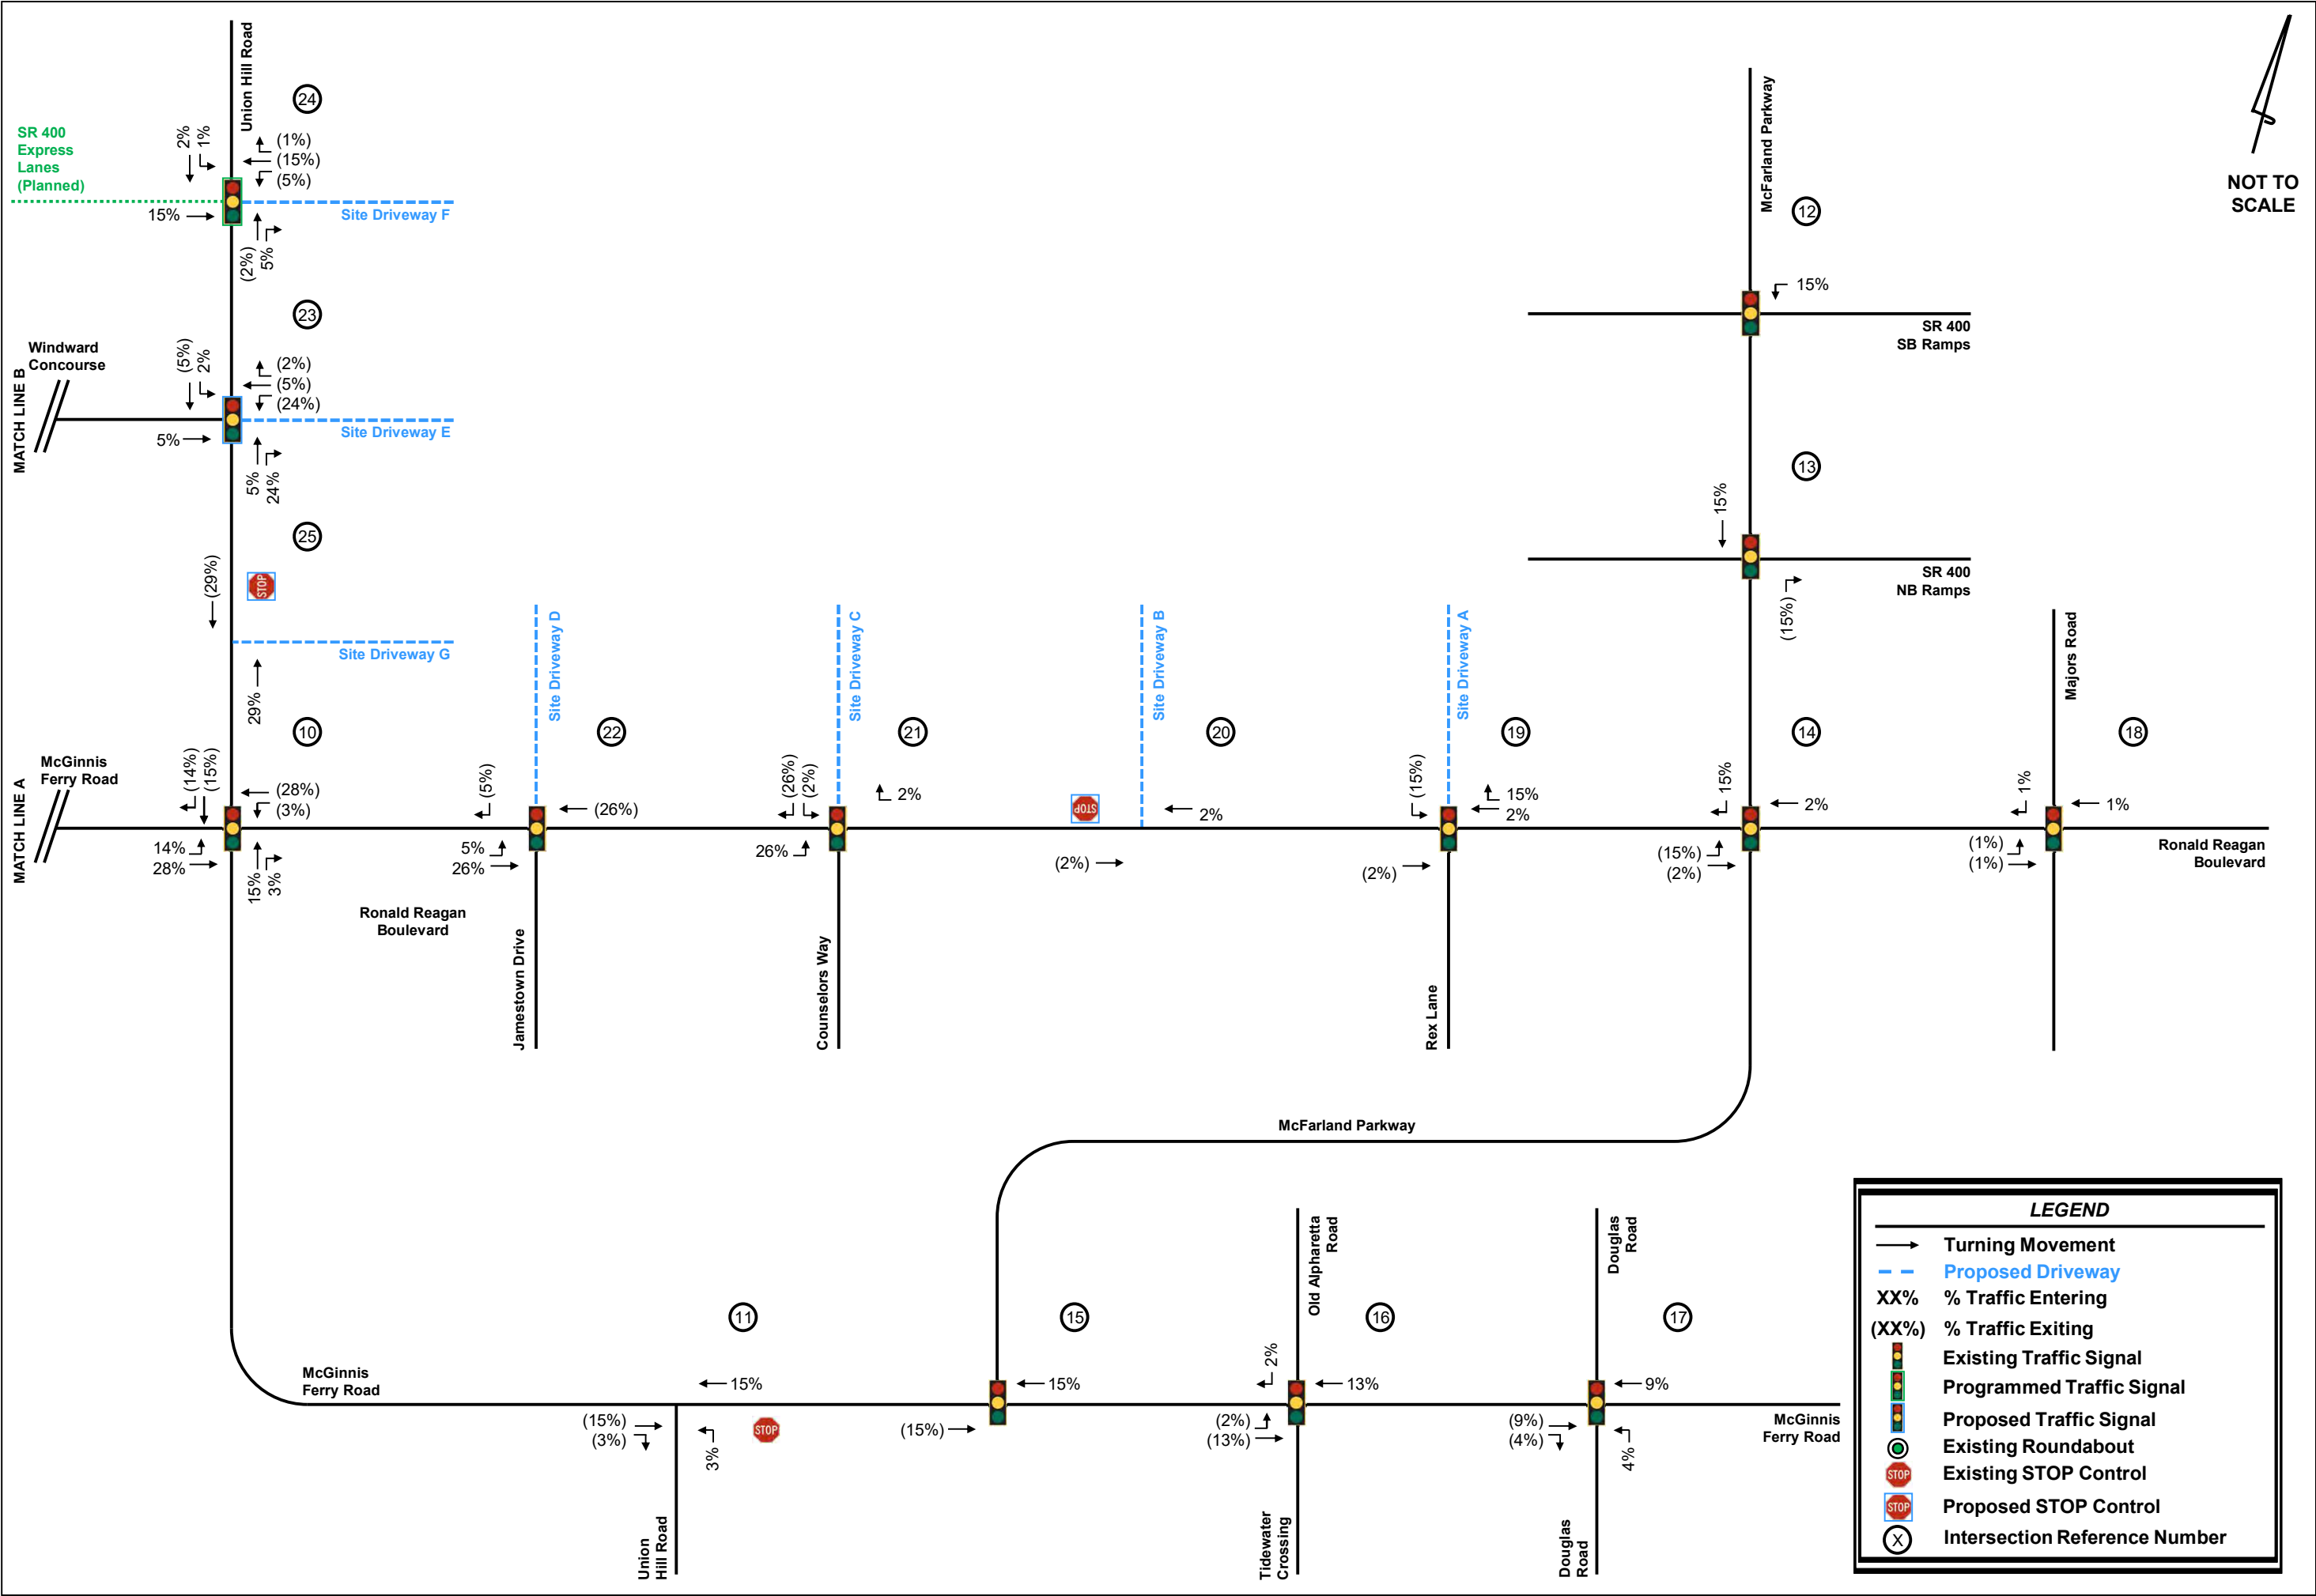 Union Hill Road
24
SR 400
Express
Lanes
(Planned)
2%
1%
(1%)
(15%)
(5%)
15%
Site Driveway F
(2%)
5%
23
Windward
Concourse
MATCH LINE B
(5%)
2%
(2%)
(5%)
(24%)
5%
Site Driveway E
5%
24%
25
(29%)
STOP
Site Driveway G
29%
10
McGinnis
Ferry Road
MATCH LINE A
(14%)
(15%)
(28%)
(3%)
14%
28%
15%
3%
Ronald Reagan
Boulevard
Site Driveway D
22
(5%)
(26%)
5%
26%
Jamestown Drive
Site Driveway C
21
(26%)
(2%)
2%
26%
Counselors Way
Site Driveway B
20
STOP
2%
(2%)
Site Driveway A
19
(15%)
15%
2%
(2%)
Rex Lane
McFarland Parkway
12
15%
SR 400
SB Ramps
13
15%
SR 400
NB Ramps
(15%)
14
15%
2%
(15%)
(2%)
Majors Road
18
1%
1%
(1%)
(1%)
Ronald Reagan
Boulevard
NOT TO
SCALE
McFarland Parkway
McGinnis
Ferry Road
11
15%
(15%)
(3%)
3%
STOP
Union
Hill Road
15
15%
(15%)
Old Alpharetta
Road
16
2%
13%
(2%)
(13%)
Tidewater
Crossing
Douglas
Road
17
9%
(9%)
(4%)
4%
Douglas
Road
McGinnis
Ferry Road
LEGEND
Turning Movement
Proposed Driveway
XX% % Traffic Entering
(XX%) % Traffic Exiting
Existing Traffic Signal
Programmed Traffic Signal
Proposed Traffic Signal
Existing Roundabout
STOP Existing STOP Control
STOP Proposed STOP Control
X Intersection Reference Number